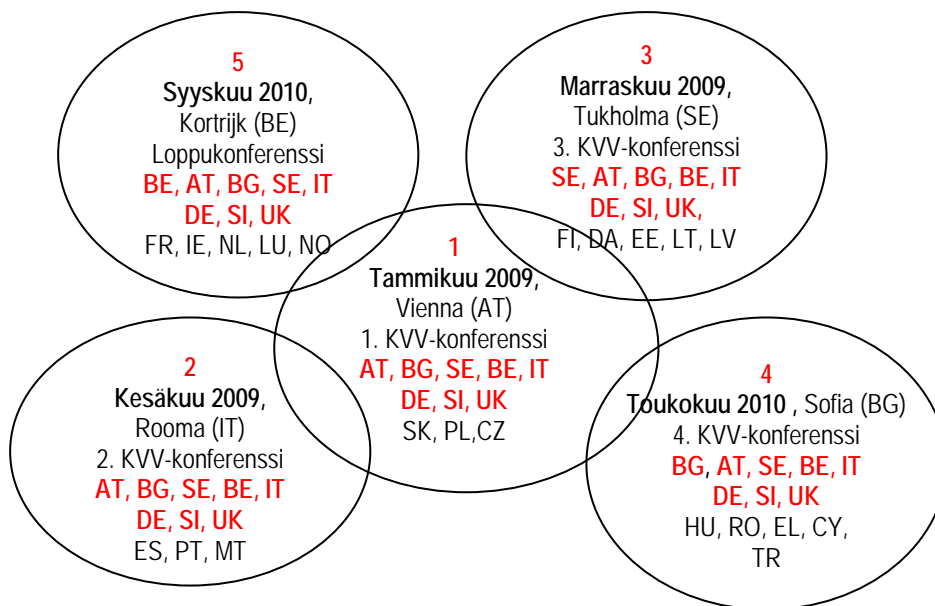 5
Syyskuu 2010,
Kortrijk (BE)
Loppukonferenssi
BE, AT, BG, SE, IT
DE, SI, UK
FR, IE, NL, LU, NO
3
Marraskuu 2009,
Tukholma (SE)
3. KVV-konferenssi
SE, AT, BG, BE, IT
DE, SI, UK,
FI, DA, EE, LT, LV
1
Tammikuu 2009,
Vienna (AT)
1. KVV-konferenssi
AT, BG, SE, BE, IT
DE, SI, UK
SK, PL,CZ
2
Kesäkuu 2009,
Rooma (IT)
2. KVV-konferenssi
AT, BG, SE, BE, IT
DE, SI, UK
ES, PT, MT
4
Toukokuu 2010 , Sofia (BG)
4. KVV-konferenssi
BG, AT, SE, BE, IT
DE, SI, UK
HU, RO, EL, CY,
TR